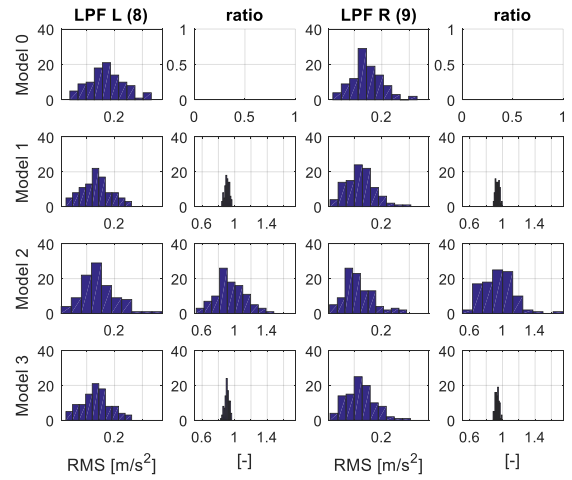 LPF L (8) ratio LPF R (9) ratio
Model 0 40 20 0 0.2 1 0.5 0 0 0.5 1 40 20 0 0.2 1 0.5 0 0 0.5 1
Model 1 40 20 0 0.2 40 20 0 0.6 1 1.4 40 20 0 0.2 40 20 0 0.6 1 1.4
Model 2 40 20 0 0.2 40 20 0 0.6 1 1.4 40 20 0 0.2 40 20 0 0.6 1 1.4
Model 3 40 20 0 0.2 40 20 0 0.6 1 1.4 40 20 0 0.2 40 20 0 0.6 1 1.4
RMS [m/s²] [-] RMS [m/s²] [-]